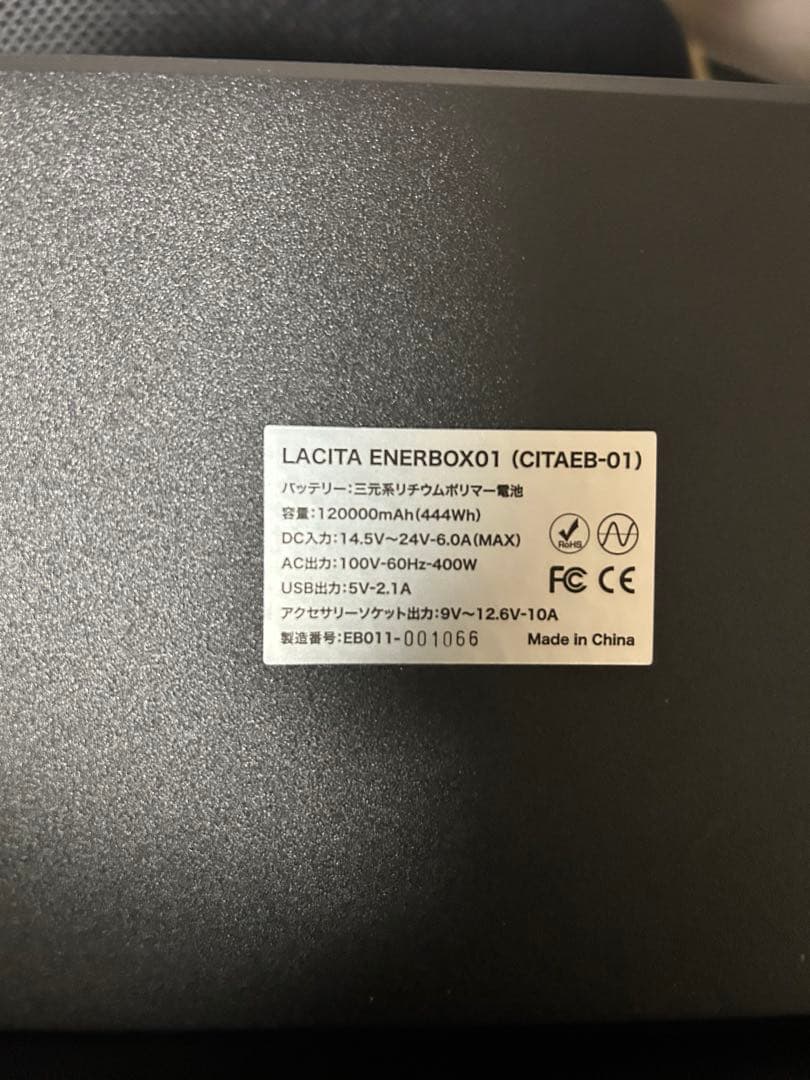 LACITA ENERBOX01 (CITAEB-01)
バッテリー:三元系リチウムポリマー電池
容量:120000mAh(444Wh)
DC入力:14.5V〜24V-6.0A(MAX)
AC出力:100V-60Hz-400W
USB出力:5V-2.1A
アクセサリーソケット出力:9V〜12.6V-10A
製造番号:EB011-001066
Made in China
RoHS
FC CE